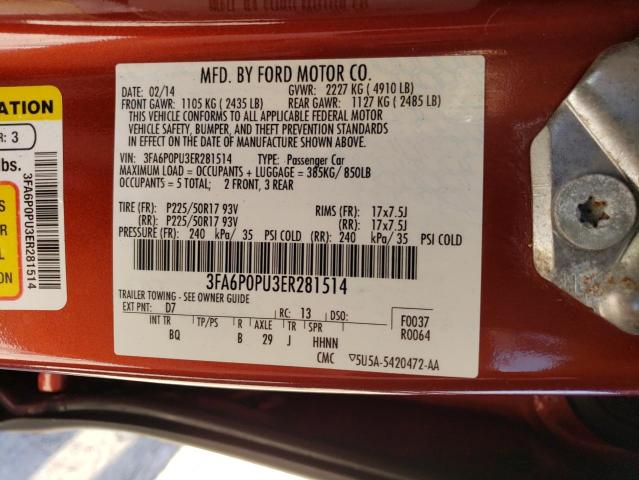 MFD. BY FORD MOTOR CO.
02/14
GVWR: 2227 KG ( 4910 LB)
FRONT GAWR: 1105 KG ( 2435 LB)
REAR GAWR: 1127 KG ( 2485 LB)
THIS VEHICLE CONFORMS TO ALL APPLICABLE FEDERAL MOTOR
VEHICLE SAFETY, BUMPER, AND THEFT PREVENTION STANDARDS
IN EFFECT ON THE DATE OF MANUFACTURE SHOWN ABOVE.
VIN: 3FA6P0PU3ER281514 TYPE: Passenger Car
MAXIMUM LOAD = OCCUPANTS + LUGGAGE = 385KG/ 850LB
OCCUPANTS = 5 TOTAL; 2 FRONT, 3 REAR
TIRE (FR): P225/50R17 93V RIMS (FR): 17x7.5J
(RR): P225/50R17 93V (RR): 17x7.5J
PRESSURE (FR): 240 kPa/ 35 PSI COLD (RR): 240 kPa/ 35 PSI COLD
3FA6P0PU3ER281514
TRAILER TOWING - SEE OWNER GUIDE
EXT PNT: D7 RC: 13 DSO: F0037
INT TR TP/PS R AXLE TR SPR R0064
BQ B 29 J HHNN
CMC 5U5A-5420472-AA
ATION
R: 3
lbs.
3FA6P0PU3ER281514